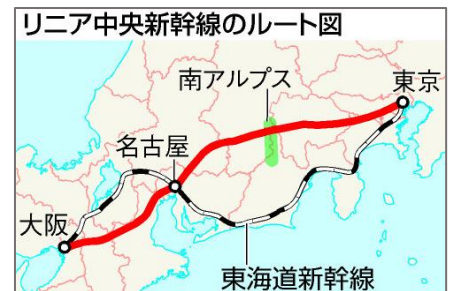 リニア中央新幹線のルート図
南アルプス
東京
名古屋
大阪
東海道新幹線